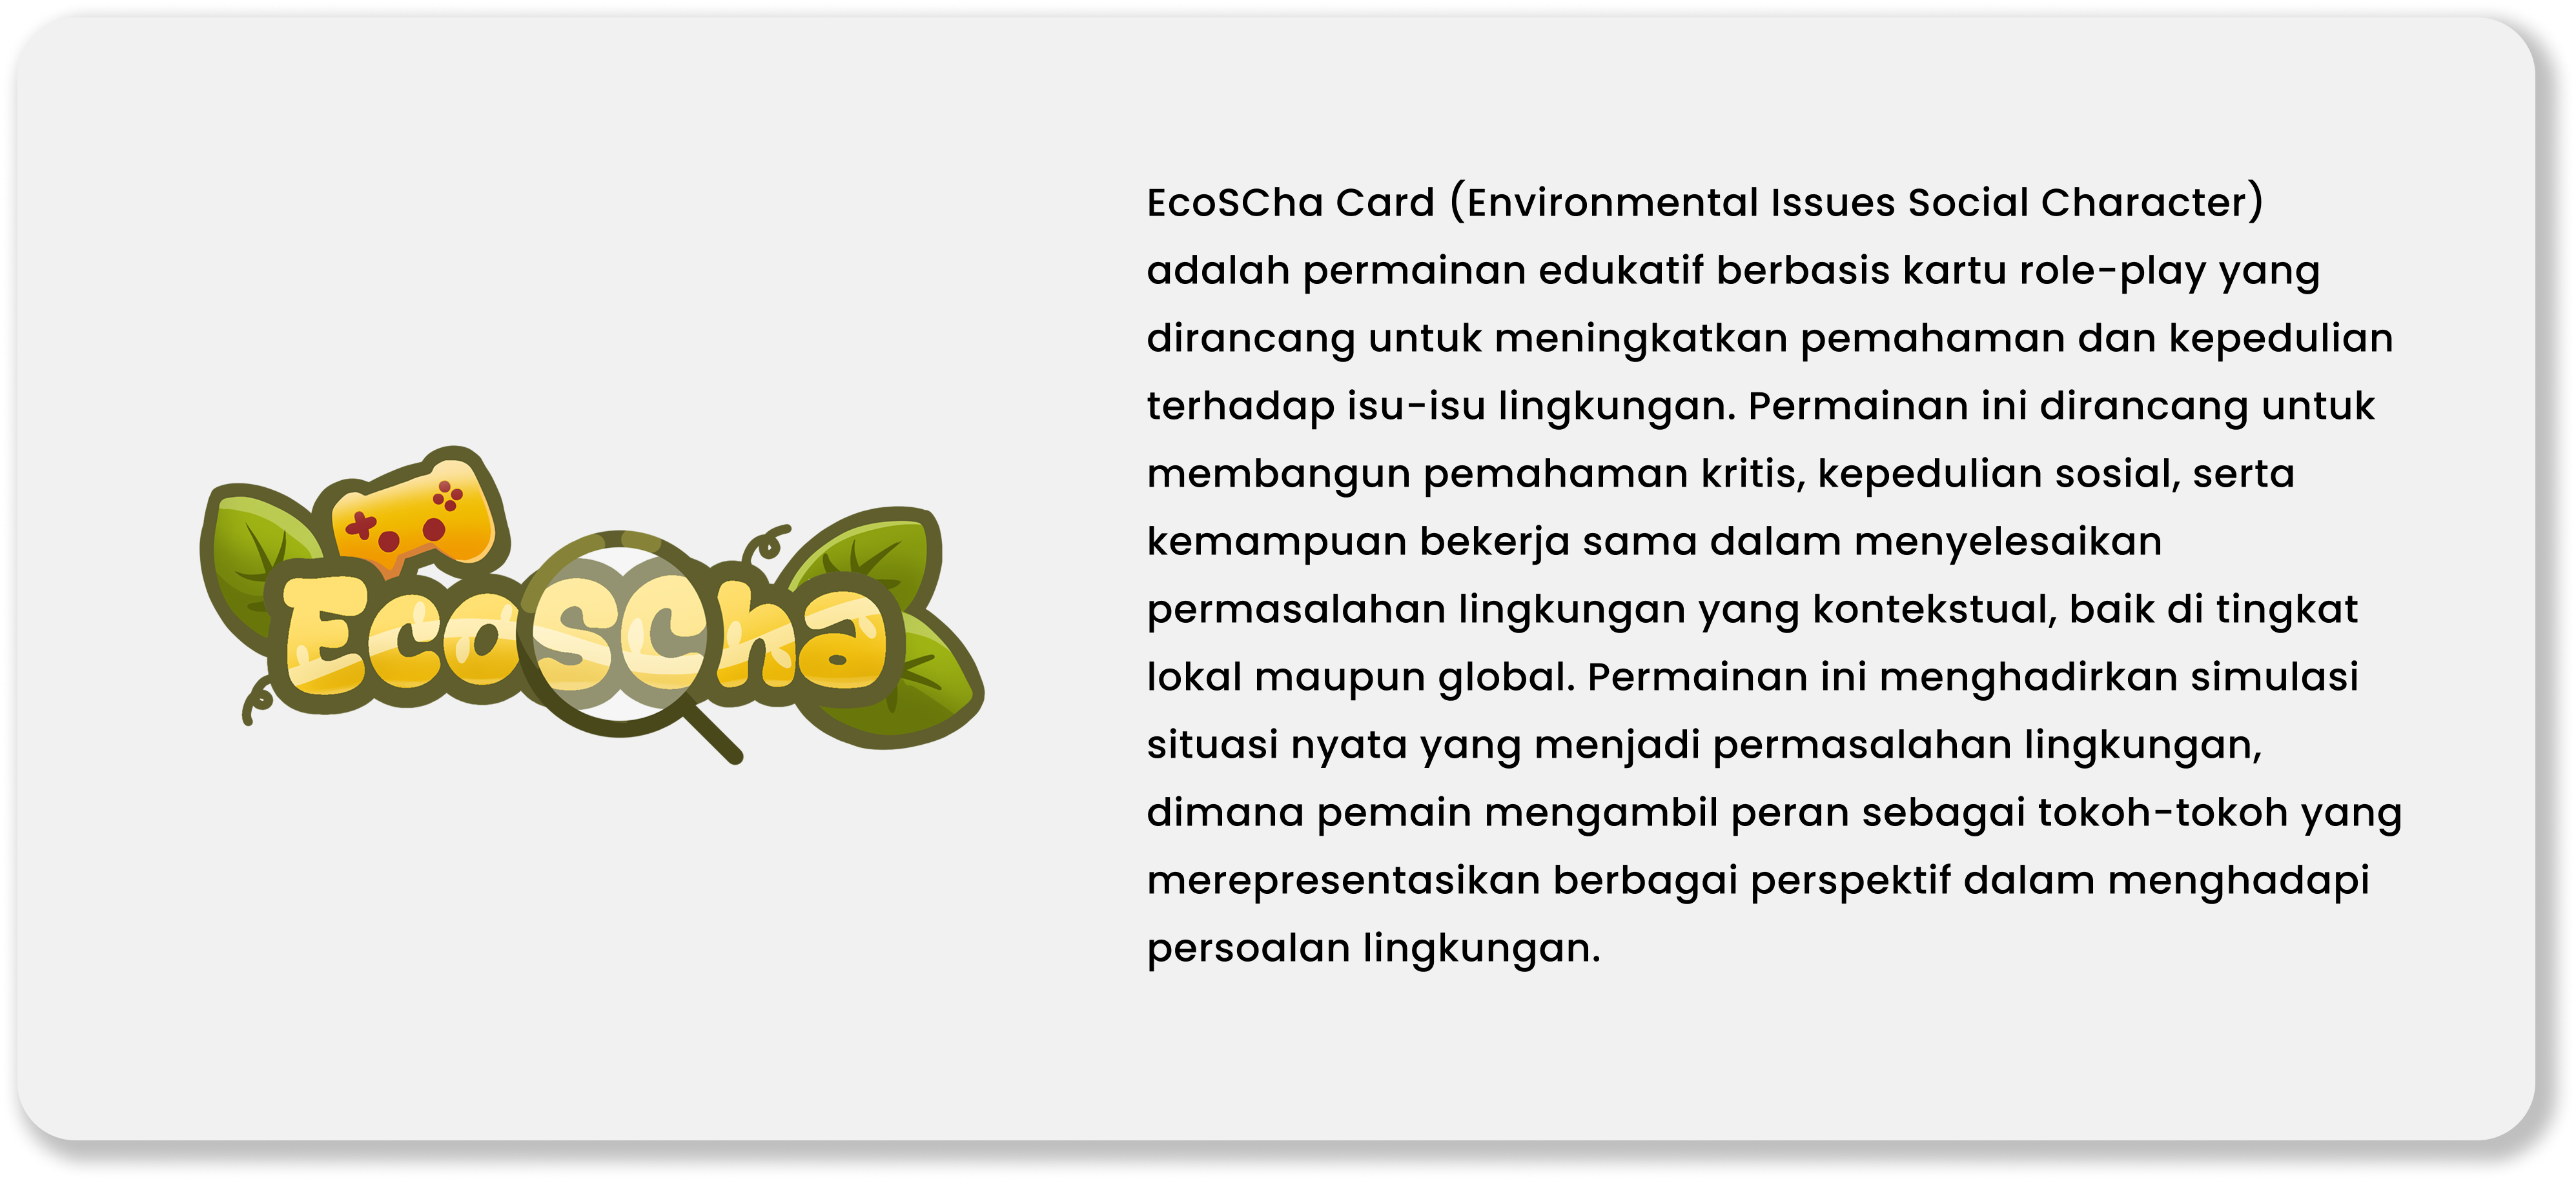 EcoSCha
EcoSCha Card (Environmental Issues Social Character)
adalah permainan edukatif berbasis kartu role-play yang
dirancang untuk meningkatkan pemahaman dan kepedulian
terhadap isu-isu lingkungan. Permainan ini dirancang untuk
membangun pemahaman kritis, kepedulian sosial, serta
kemampuan bekerja sama dalam menyelesaikan
permasalahan lingkungan yang kontekstual, baik di tingkat
lokal maupun global. Permainan ini menghadirkan simulasi
situasi nyata yang menjadi permasalahan lingkungan,
dimana pemain mengambil peran sebagai tokoh-tokoh yang
merepresentasikan berbagai perspektif dalam menghadapi
persoalan lingkungan.